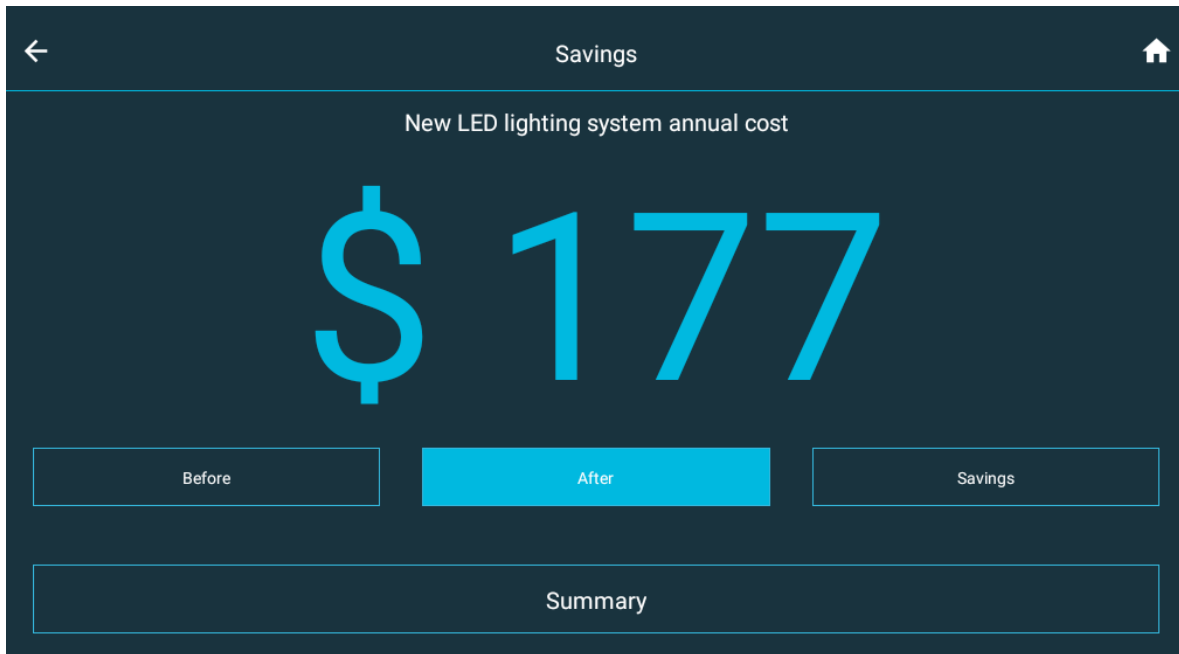 Savings
New LED lighting system annual cost
$ 177
Before
After
Savings
Summary